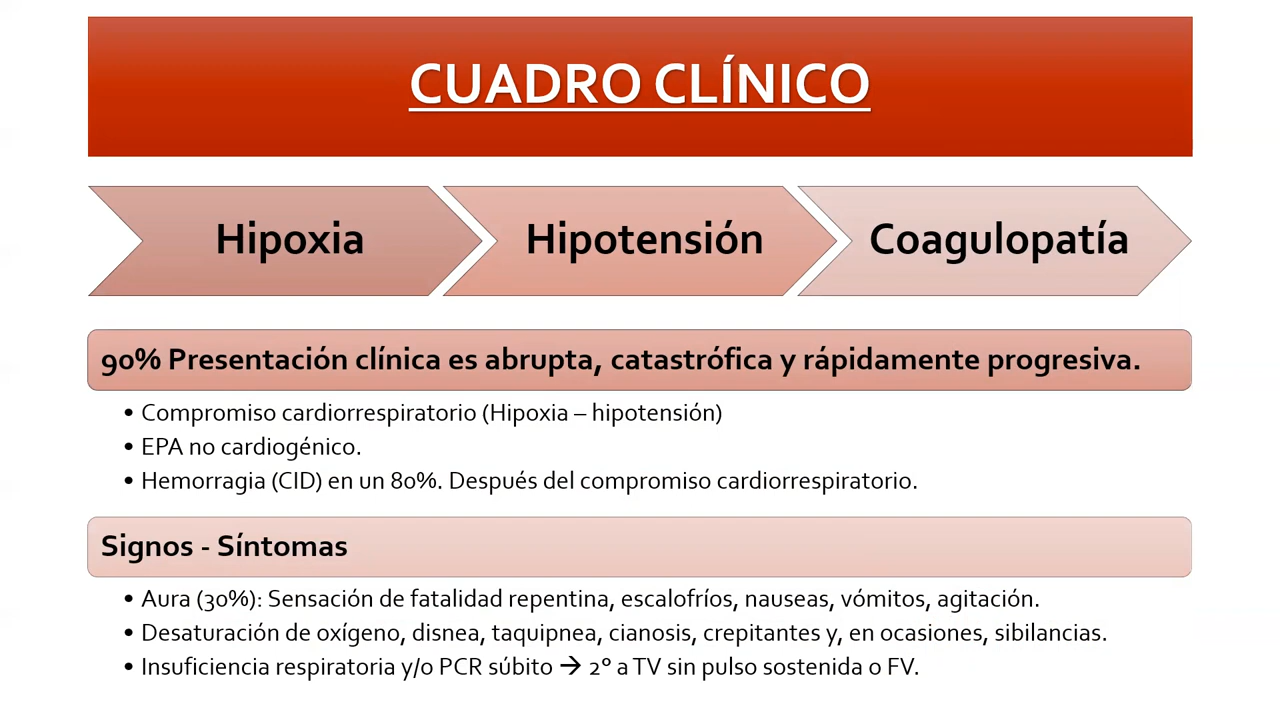 CUADRO CLÍNICO
Hipoxia
Hipotensión
Coagulopatía
90% Presentación clínica es abrupta, catastrófica y rápidamente progresiva.
• Compromiso cardiorrespiratorio (Hipoxia – hipotensión)
• EPA no cardiogénico.
• Hemorragia (CID) en un 80%. Después del compromiso cardiorrespiratorio.
Signos - Síntomas
• Aura (30%): Sensación de fatalidad repentina, escalofríos, nauseas, vómitos, agitación.
• Desaturación de oxígeno, disnea, taquipnea, cianosis, crepitantes y, en ocasiones, sibilancias.
• Insuficiencia respiratoria y/o PCR súbito → 2° a TV sin pulso sostenida o FV.